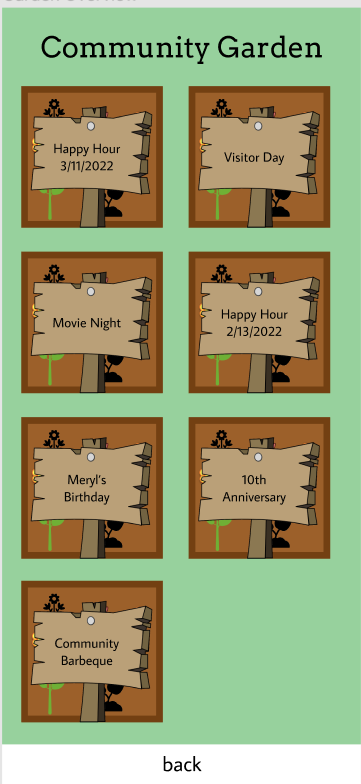 Community Garden
Happy Hour
3/11/2022
Visitor Day
Movie Night
Happy Hour
2/13/2022
Meryl's
Birthday
10th
Anniversary
Community
Barbeque
back